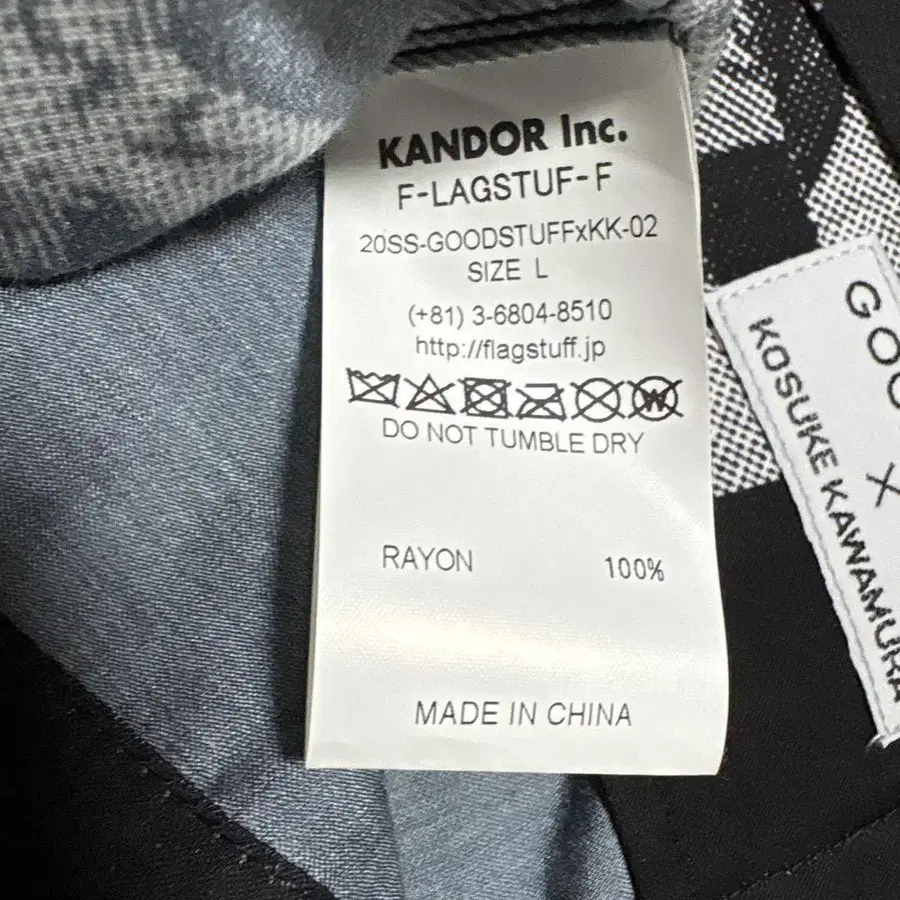 KANDOR Inc.
F-LAGSTUF-F
20SS-GOODSTUFFxKK-02
SIZE L
(+81) 3-6804-8510
http://flagstuff.jp
W
DO NOT TUMBLE DRY
RAYON 100%
MADE IN CHINA
GOO
X
KOSUKE KAWAMURA